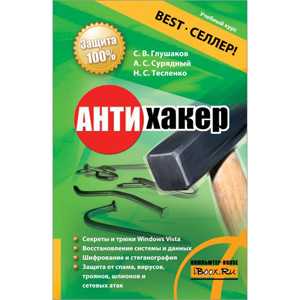 Учебный курс
BEST • СЕЛЛЕР!
Защита
100%
С. В. Глушаков
А. С. Сурядный
Н. С. Тесленко
АНТИхакер
• Секреты и трюки Windows Vista
• Восстановление системы и данных
• Шифрование и стеганография
• Защита от спама, вирусов,
троянов, шпионов и
сетевых атак
КОМПЬЮТЕР-HOUSE
iBOOX.RU